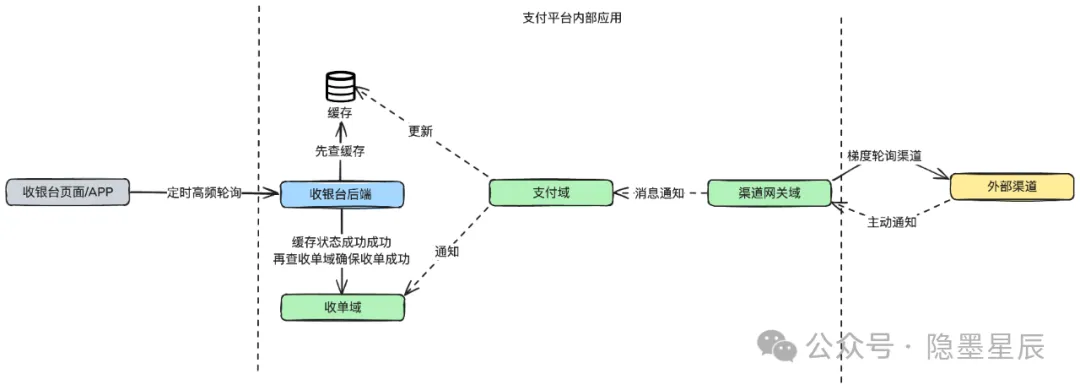 支付平台内部应用
缓存
更新
先查缓存
梯度轮询渠道
收银台页面/APP
定时高频轮询
收银台后端
支付域
消息通知
渠道网关域
外部渠道
主动通知
缓存状态成功成功
再查收单域确保收单成功
通知
收单域
公众号·隐墨星辰